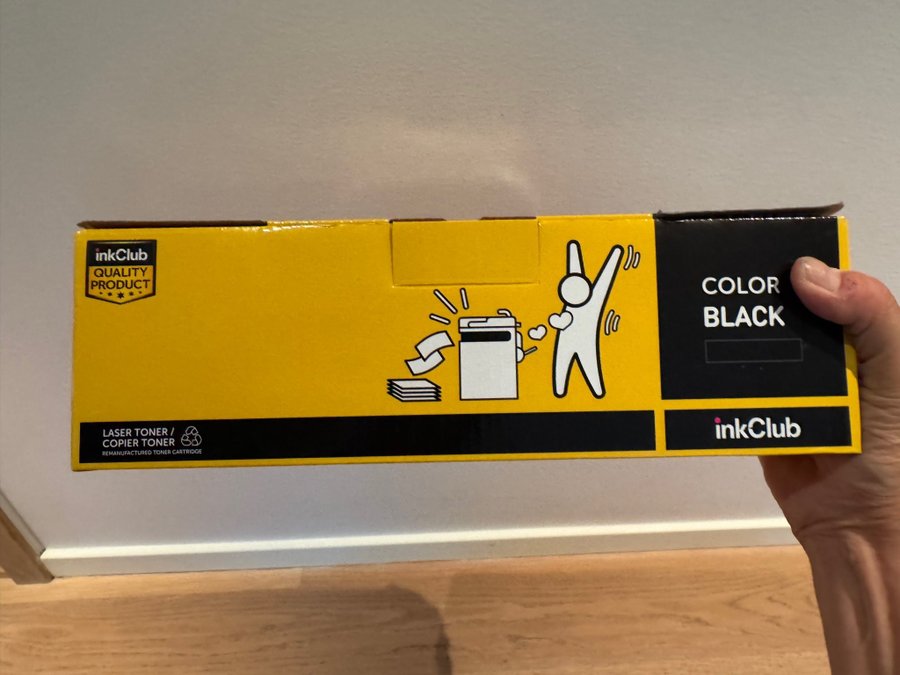 inkClub
QUALITY
PRODUCT
COLOR
BLACK
LASER TONER /
COPIER TONER
REMANUFACTURED TONER CARTRIDGE
inkClub